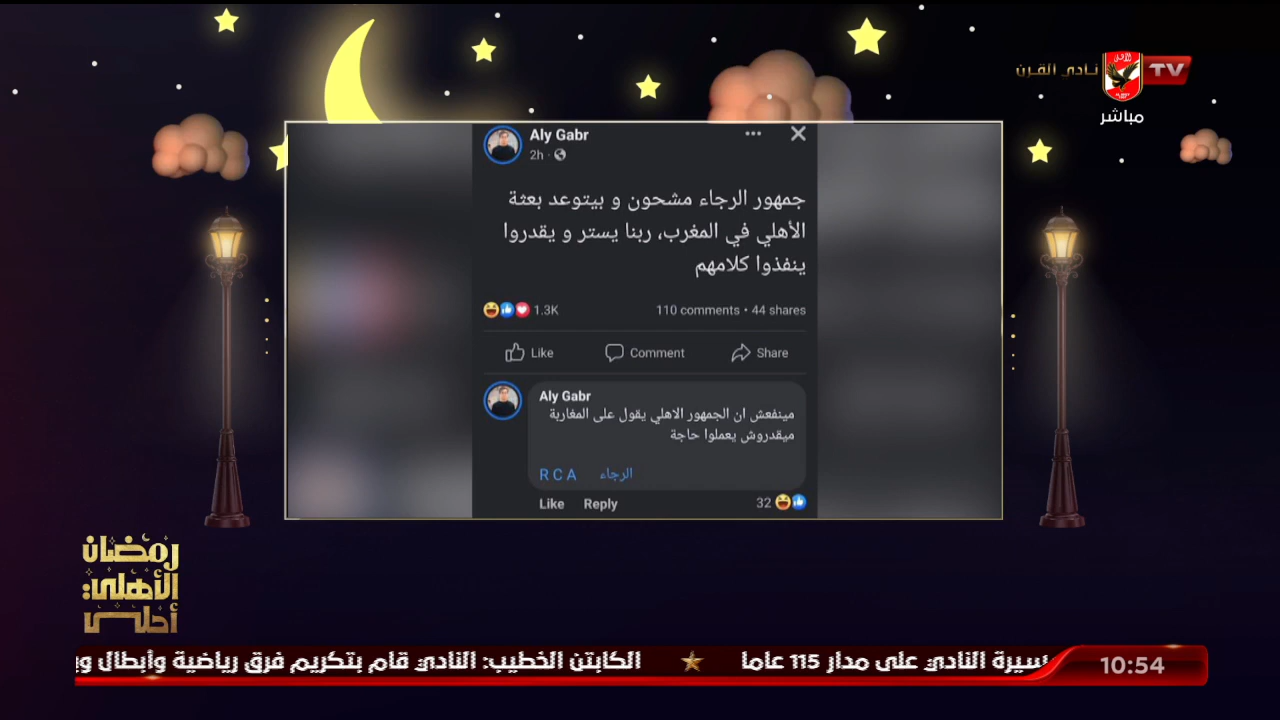 نادي القرن
TV
مباشر
Aly Gabr
2h
جمهور الرجاء مشحون و بيتوعد بعثة
الأهلي في المغرب، ربنا يستر و يقدروا
ينفذوا كلامهم
1.3K
110 comments • 44 shares
Like
Comment
Share
Aly Gabr
مينفعش ان الجمهور الاهلي يقول على المغاربة
ميقدروش يعملوا حاجة
R C A الرجاء
Like Reply
32
رمضان
الأهلي:
أحلى
سيرة النادي على مدار 115 عاما ★ الكابتن الخطيب: النادي قام بتكريم فرق رياضية وأبطال
10:54